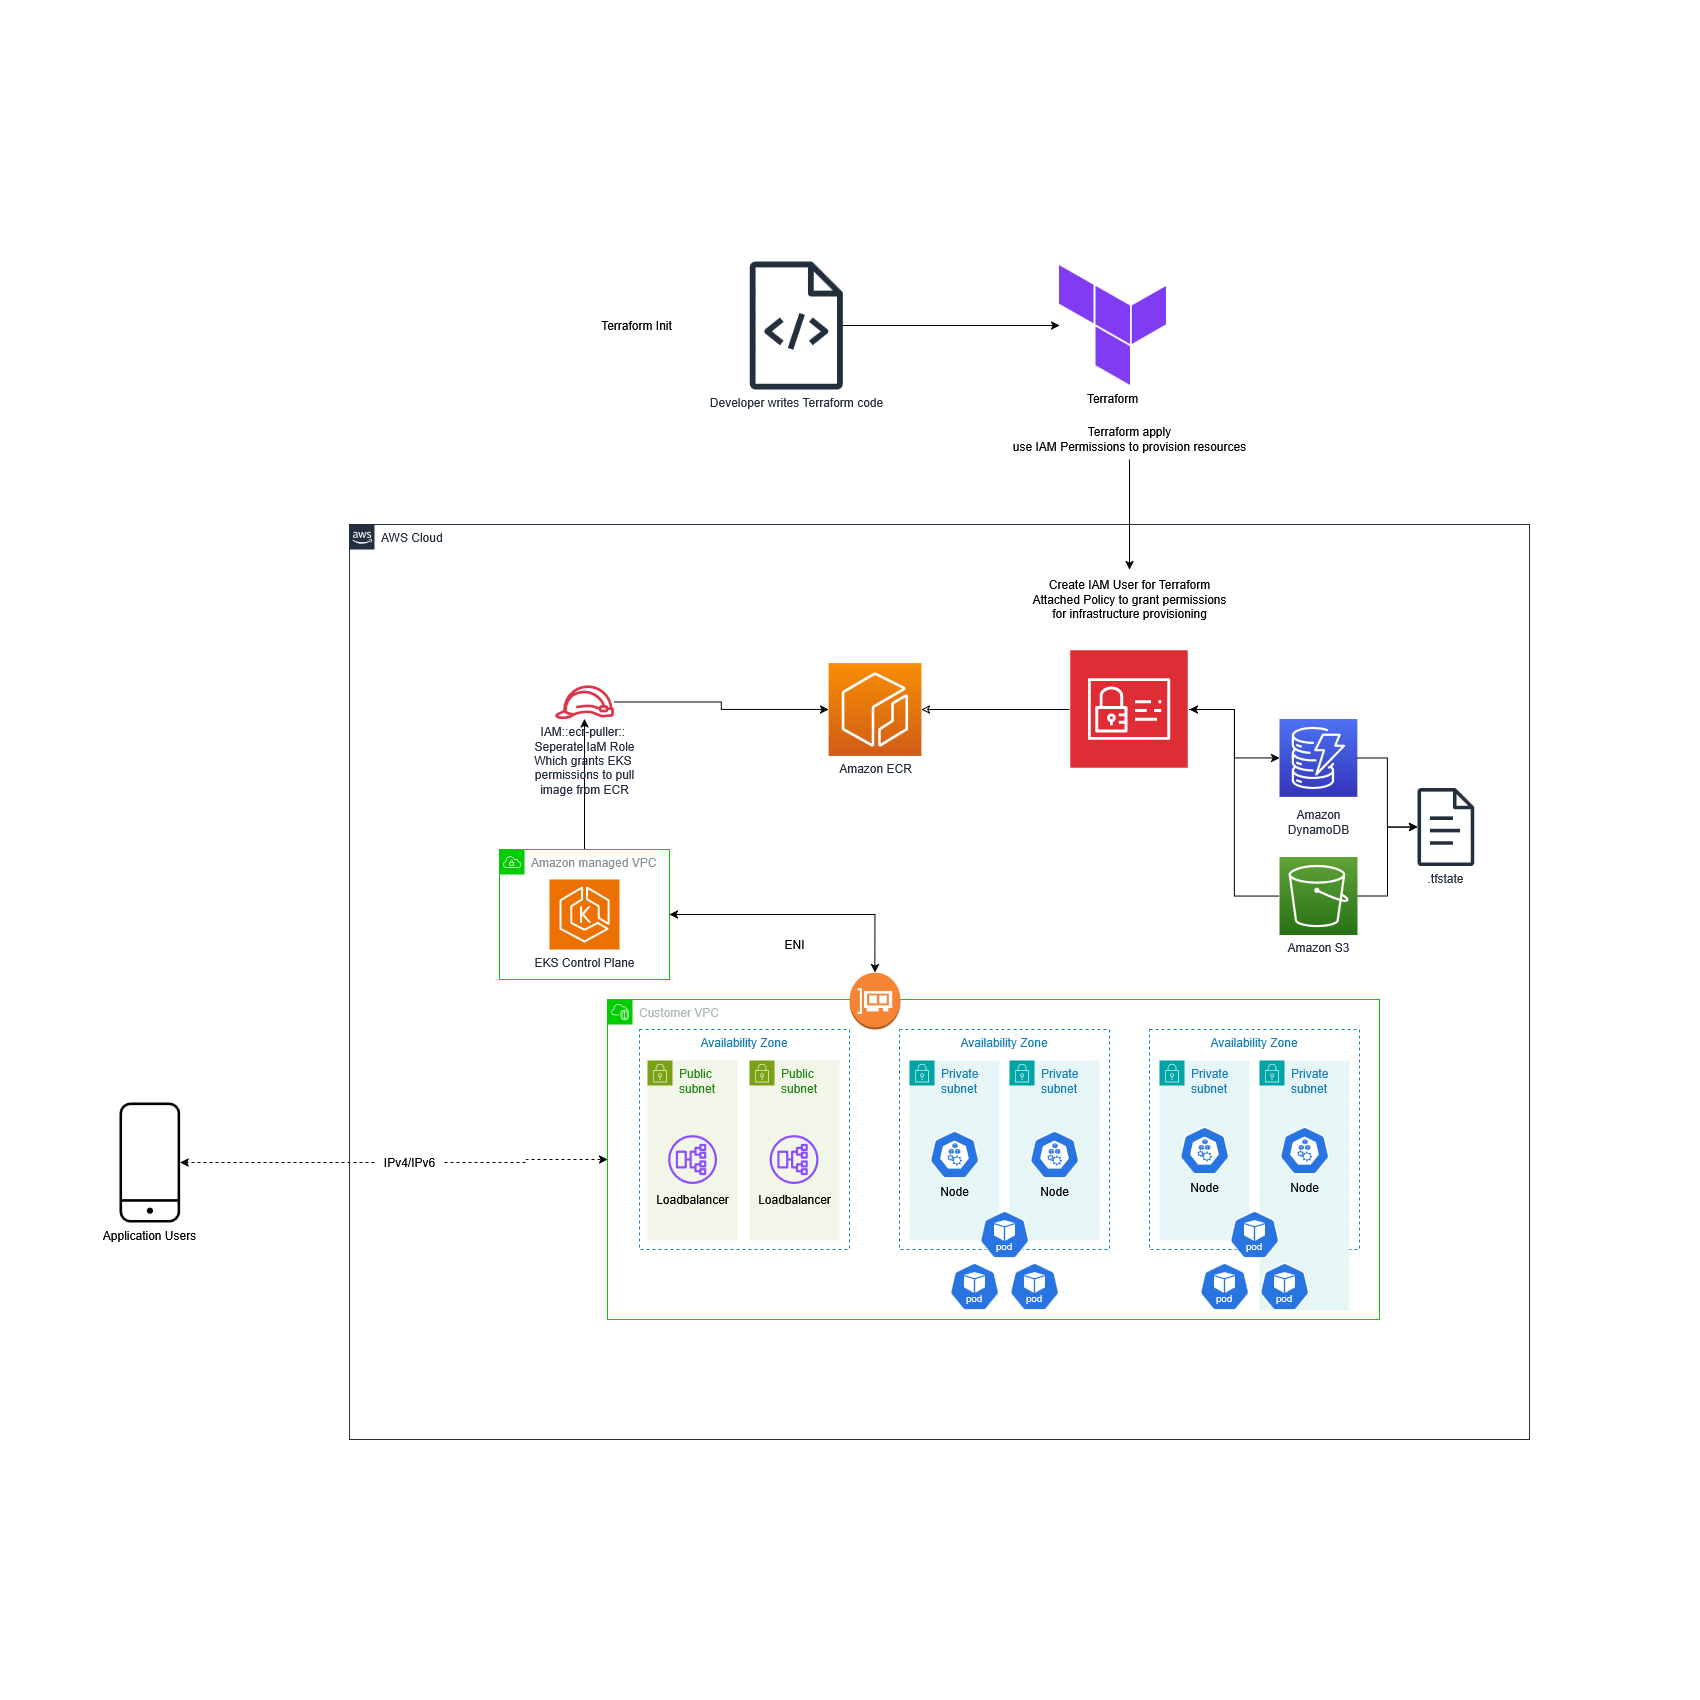 Terraform Init
</>
Developer writes Terraform code
Terraform
Terraform apply
use IAM Permissions to provision resources
aws
AWS Cloud
Create IAM User for Terraform
Attached Policy to grant permissions
for infrastructure provisioning
IAM::ecr-puller::
Seperate IaM Role
Which grants EKS
permissions to pull
image from ECR
Amazon ECR
Amazon
DynamoDB
.tfstate
Amazon S3
Amazon managed VPC
K
EKS Control Plane
ENI
Customer VPC
Availability Zone
Public
subnet
Public
subnet
Loadbalancer
Loadbalancer
Availability Zone
Private
subnet
Private
subnet
Node
Node
pod
pod
pod
Availability Zone
Private
subnet
Private
subnet
Node
Node
pod
pod
pod
IPv4/IPv6
Application Users